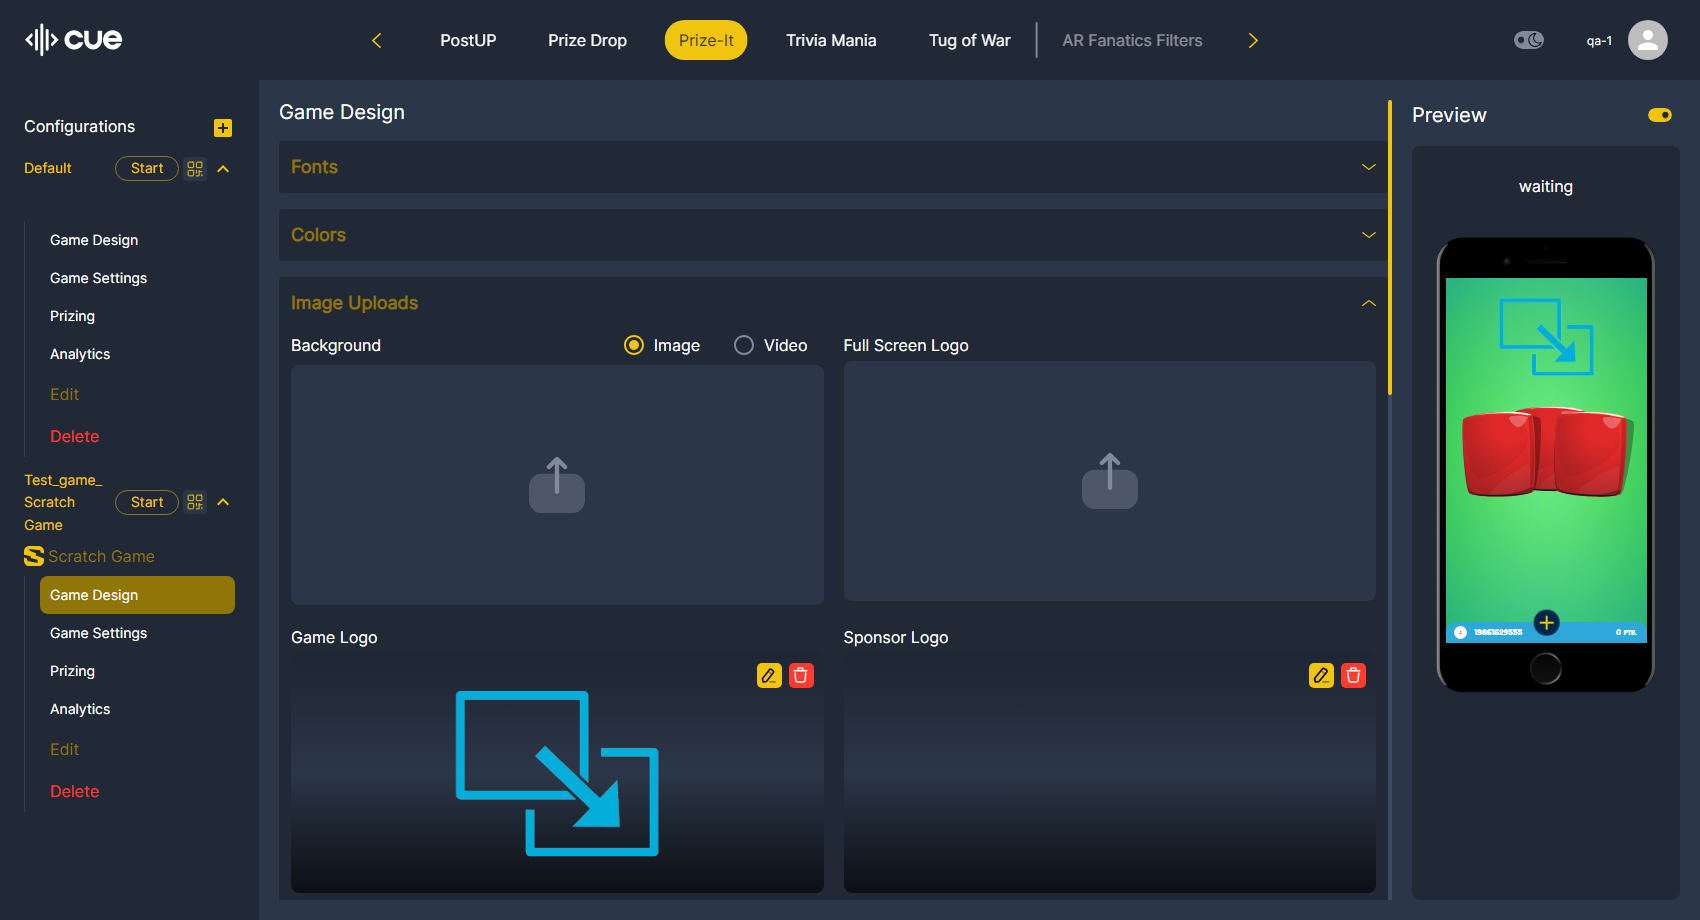 cue
PostUP
Prize Drop
Prize-It
Trivia Mania
Tug of War
AR Fanatics Filters
qa-1
Configurations
Default
Start
Game Design
Game Settings
Prizing
Analytics
Edit
Delete
Test_game_
Scratch
Game
Start
Scratch Game
Game Design
Game Settings
Prizing
Analytics
Edit
Delete
Game Design
Fonts
Colors
Image Uploads
Background
Image
Video
Full Screen Logo
Game Logo
Sponsor Logo
Preview
waiting
19861629555
0 PTS.